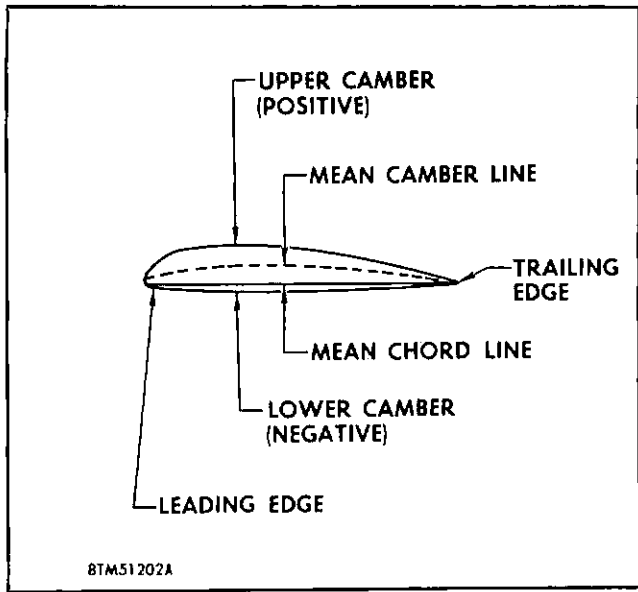 UPPER CAMBER
(POSITIVE)
MEAN CAMBER LINE
TRAILING
EDGE
MEAN CHORD LINE
LOWER CAMBER
(NEGATIVE)
LEADING EDGE
8TM51202A